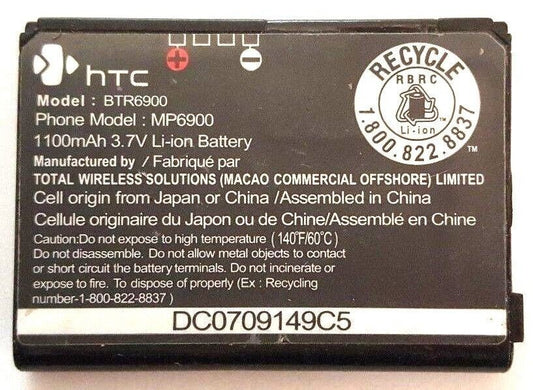 hTC
Model : BTR6900
Phone Model : MP6900
1100mAh 3.7V Li-ion Battery
Manufactured by / Fabriqué par
TOTAL WIRELESS SOLUTIONS (MACAO COMMERCIAL OFFSHORE) LIMITED
Cell origin from Japan or China /Assembled in China
Cellule originaire du Japon ou de Chine/Assemblé en Chine
Caution:Do not expose to high temperature (140°F/60°C)
Do not disassemble. Do not allow metal objects to contact
or short circuit the battery terminals. Do not incinerate or
expose to fire. To dispose of properly (Ex : Recycling
number-1-800-822-8837)
DC0709149C5
RECYCLE
RBRC
Li-ion
1.800.822.8837